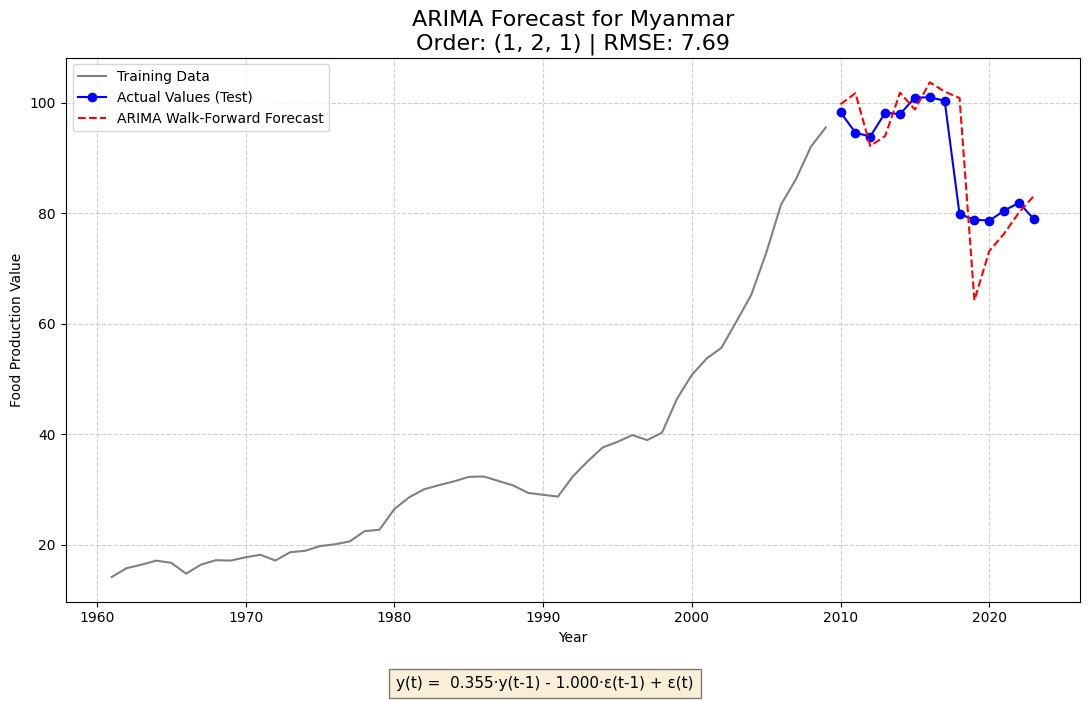 ARIMA Forecast for Myanmar
Order: (1, 2, 1) | RMSE: 7.69
Training Data
Actual Values (Test)
ARIMA Walk-Forward Forecast
Food Production Value
100
80
60
40
20
1960
1970
1980
1990
2000
2010
2020
Year
y(t) =  0.355·y(t-1) - 1.000·ε(t-1) + ε(t)